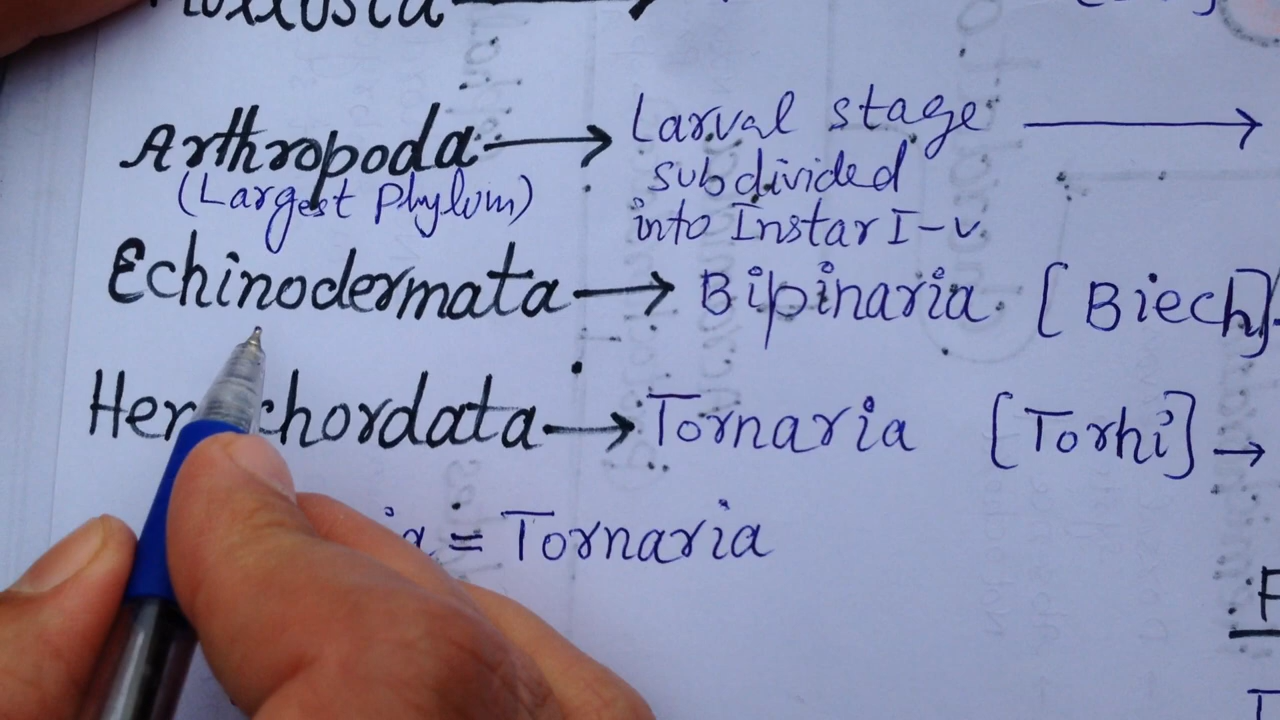 Arthropoda → Larval stage →
(Largest Phylum) subdivided
into Instar I-V
Echinodermata → Bipinaria [Biech]
Hemichordata → Tornaria [Torhi] →
= Tornaria